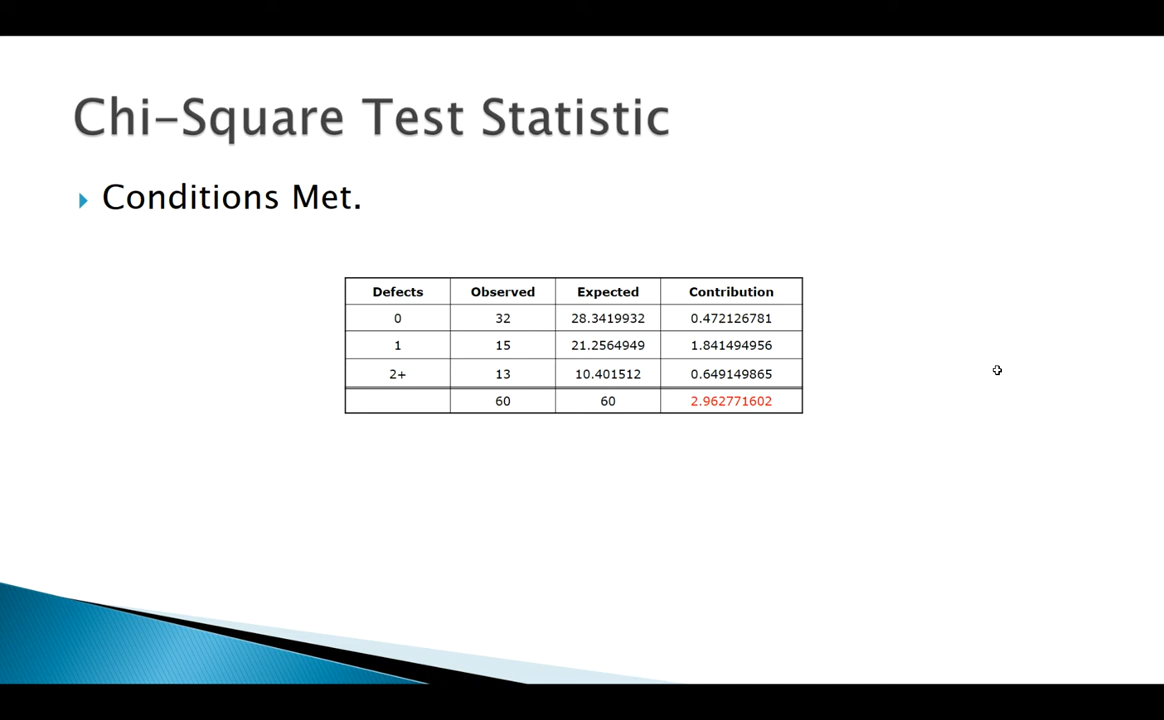 Chi-Square Test Statistic
Conditions Met.
Defects Observed Expected Contribution
0 32 28.3419932 0.472126781
1 15 21.2564949 1.841494956
2+ 13 10.401512 0.649149865
60 60 2.962771602